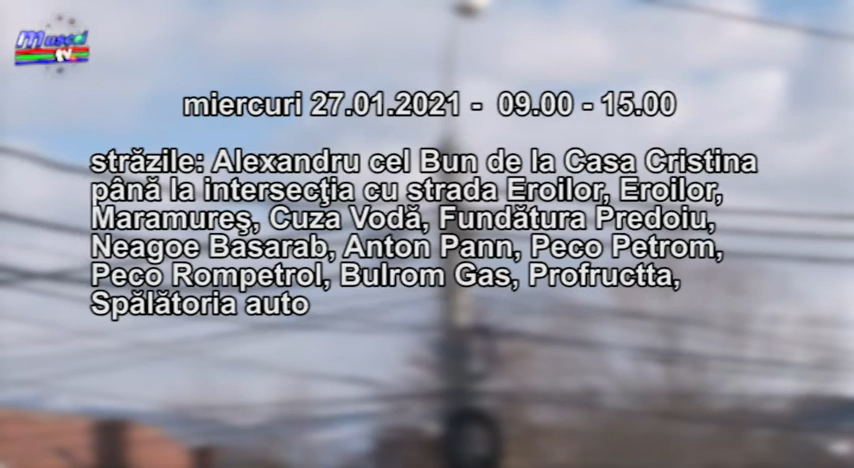 Muscel
tv
miercuri 27.01.2021 - 09.00 - 15.00
străzile: Alexandru cel Bun de la Casa Cristina
până la intersecţia cu strada Eroilor, Eroilor,
Maramureş, Cuza Vodă, Fundătura Predoiu,
Neagoe Basarab, Anton Pann, Peco Petrom,
Peco Rompetrol, Bulrom Gas, Profructta,
Spălătoria auto